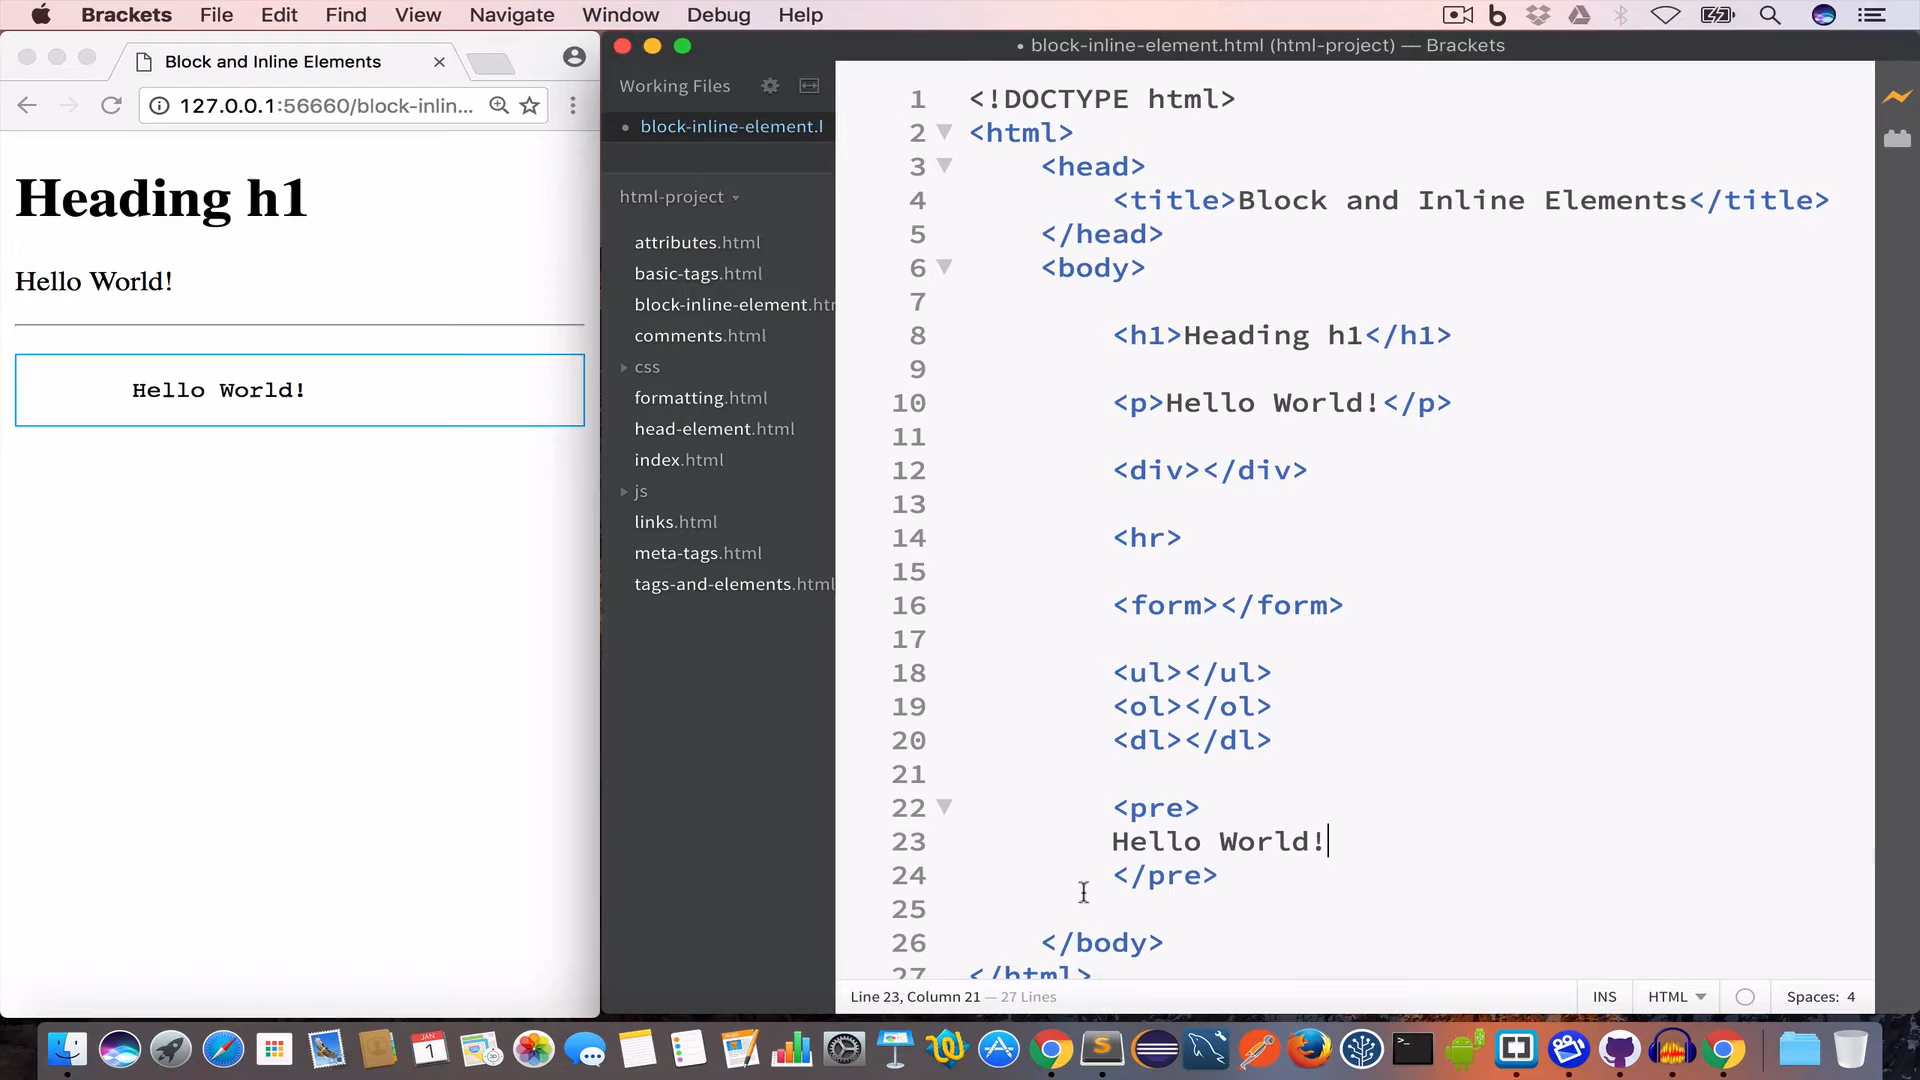 Brackets File Edit Find View Navigate Window Debug Help
Block and Inline Elements
127.0.0.1:56660/block-inlin...
Heading h1
Hello World!
Hello World!
• block-inline-element.html (html-project) — Brackets
Working Files
• block-inline-element.l
html-project
attributes.html
basic-tags.html
block-inline-element.htm
comments.html
css
formatting.html
head-element.html
index.html
js
links.html
meta-tags.html
tags-and-elements.html
1 <!DOCTYPE html>
2 <html>
3 <head>
4 <title>Block and Inline Elements</title>
5 </head>
6 <body>
7
8 <h1>Heading h1</h1>
9
10 <p>Hello World!</p>
11
12 <div></div>
13
14 <hr>
15
16 <form></form>
17
18 <ul></ul>
19 <ol></ol>
20 <dl></dl>
21
22 <pre>
23 Hello World!
24 </pre>
25
26 </body>
27 </html>
Line 23, Column 21 — 27 Lines
INS HTML Spaces: 4
JAN
1